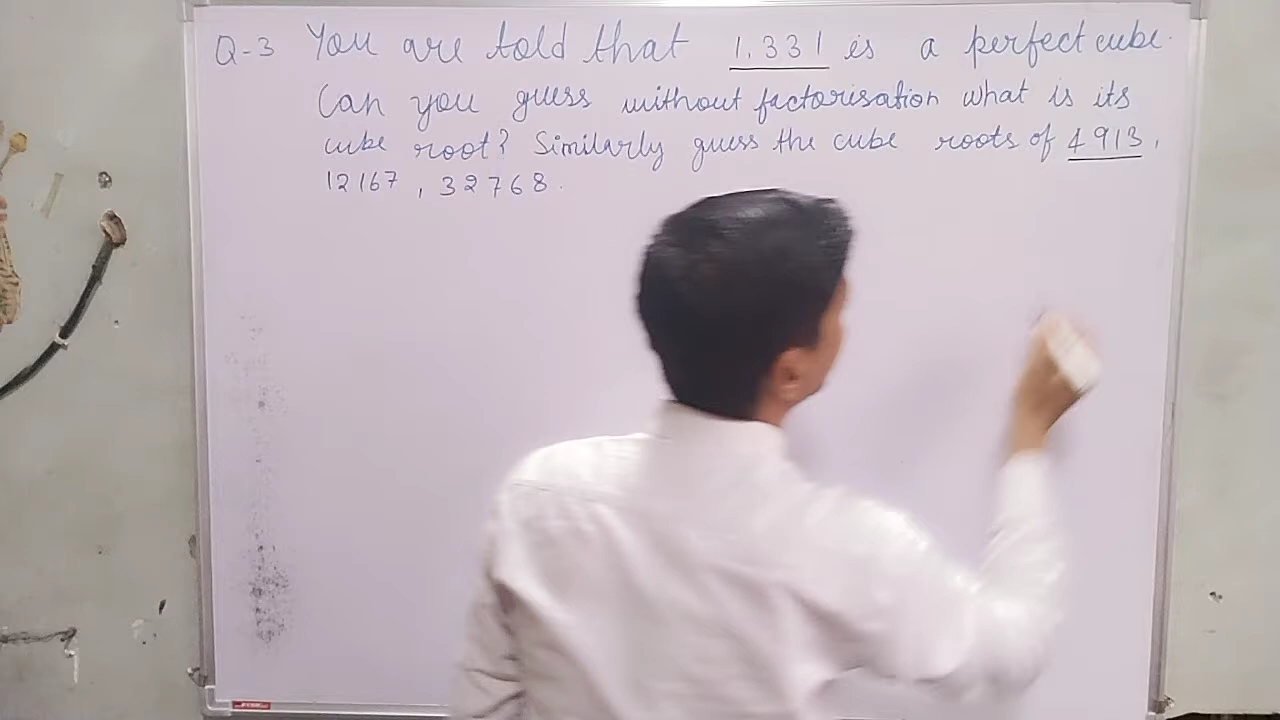 Q-3 You are told that 1,331 is a perfect cube.
Can you guess without factorisation what is its
cube root? Similarly guess the cube roots of 4913,
12167, 32768.